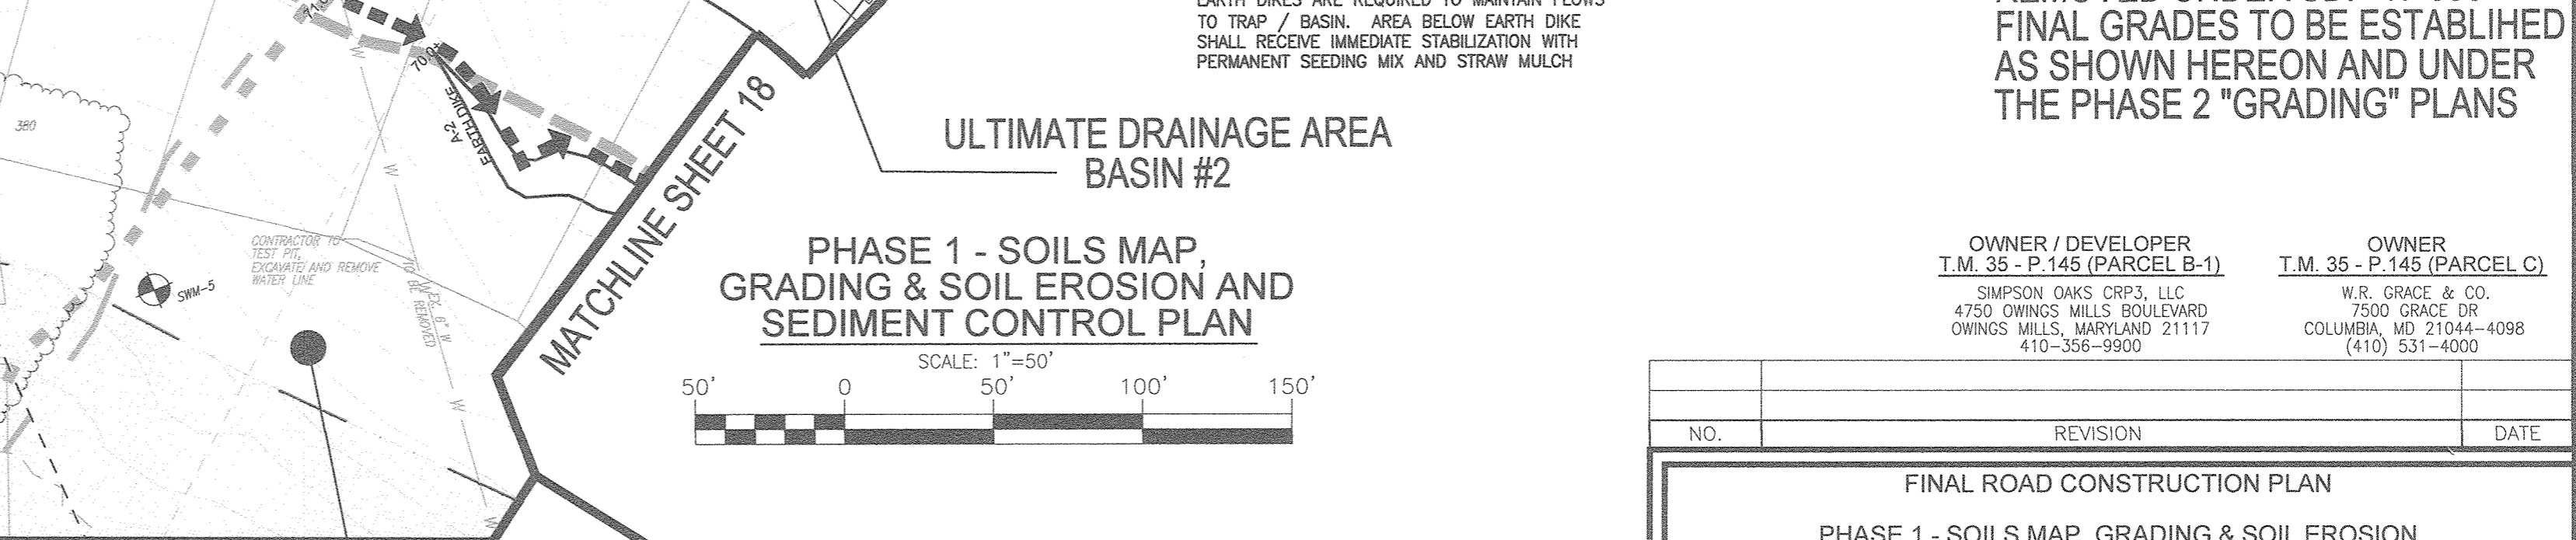 EARTH DIKES ARE REQUIRED TO MAINTAIN FLOWS
TO TRAP / BASIN. AREA BELOW EARTH DIKE
SHALL RECEIVE IMMEDIATE STABILIZATION WITH
PERMANENT SEEDING MIX AND STRAW MULCH
FINAL GRADES TO BE ESTABLIHED
AS SHOWN HEREON AND UNDER
THE PHASE 2 "GRADING" PLANS
70.0+
A-2
EARTH DIKE
380
W
W
MATCHLINE SHEET 18
ULTIMATE DRAINAGE AREA
BASIN #2
CONTRACTOR TO
TEST PIT,
EXCAVATE AND REMOVE
WATER LINE
SWM-5
W
EX. 6" W
TO BE REMOVED
W
W
PHASE 1 - SOILS MAP,
GRADING & SOIL EROSION AND
SEDIMENT CONTROL PLAN
SCALE: 1"=50'
50' 0 50' 100' 150'
OWNER / DEVELOPER
T.M. 35 - P.145 (PARCEL B-1)
SIMPSON OAKS CRP3, LLC
4750 OWINGS MILLS BOULEVARD
OWINGS MILLS, MARYLAND 21117
410-356-9900
OWNER
T.M. 35 - P.145 (PARCEL C)
W.R. GRACE & CO.
7500 GRACE DR
COLUMBIA, MD 21044-4098
(410) 531-4000
NO. REVISION DATE
FINAL ROAD CONSTRUCTION PLAN
PHASE 1 - SOILS MAP, GRADING & SOIL EROSION